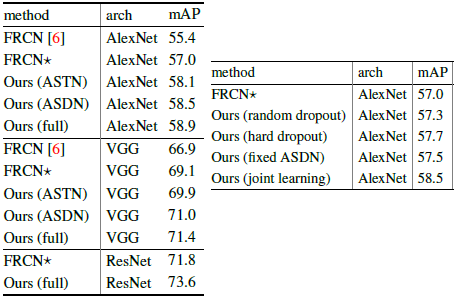 method arch mAP
FRCN [6] AlexNet 55.4
FRCN⋆ AlexNet 57.0
Ours (ASTN) AlexNet 58.1
Ours (ASDN) AlexNet 58.5
Ours (full) AlexNet 58.9
FRCN [6] VGG 66.9
FRCN⋆ VGG 69.1
Ours (ASTN) VGG 69.9
Ours (ASDN) VGG 71.0
Ours (full) VGG 71.4
FRCN⋆ ResNet 71.8
Ours (full) ResNet 73.6
method arch mAP
FRCN⋆ AlexNet 57.0
Ours (random dropout) AlexNet 57.3
Ours (hard dropout) AlexNet 57.7
Ours (fixed ASDN) AlexNet 57.5
Ours (joint learning) AlexNet 58.5